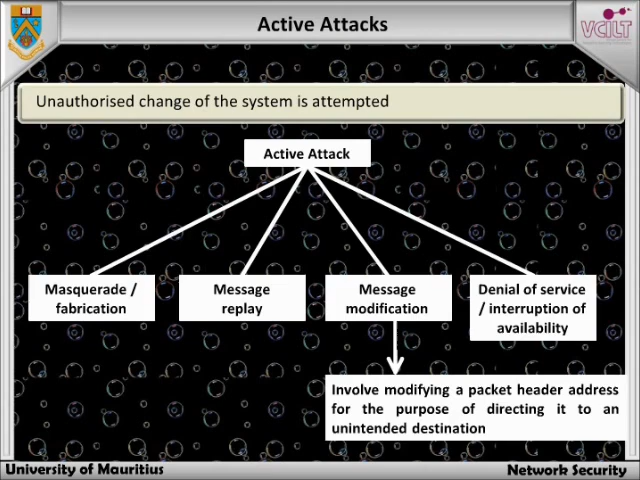 Active Attacks
VCILT
Unauthorised change of the system is attempted
Active Attack
Masquerade /
fabrication
Message
replay
Message
modification
Denial of service
/ interruption of
availability
Involve modifying a packet header address
for the purpose of directing it to an
unintended destination
University of Mauritius
Network Security